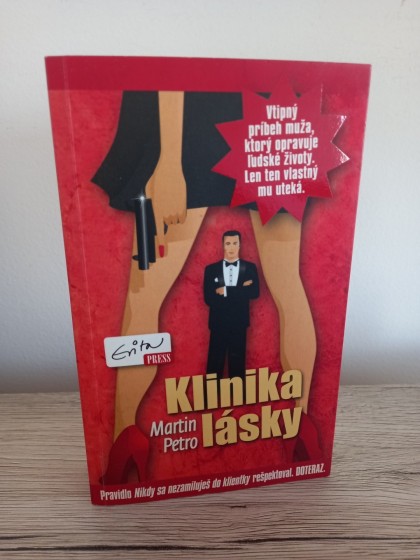 Vtipný
príbeh muža,
ktorý opravuje
ľudské životy.
Len ten vlastný
mu uteká.
Evita
PRESS
Klinika
Martin
Petro
lásky
Pravidlo Nikdy sa nezamiluješ do klientky rešpektoval. DOTERAZ.